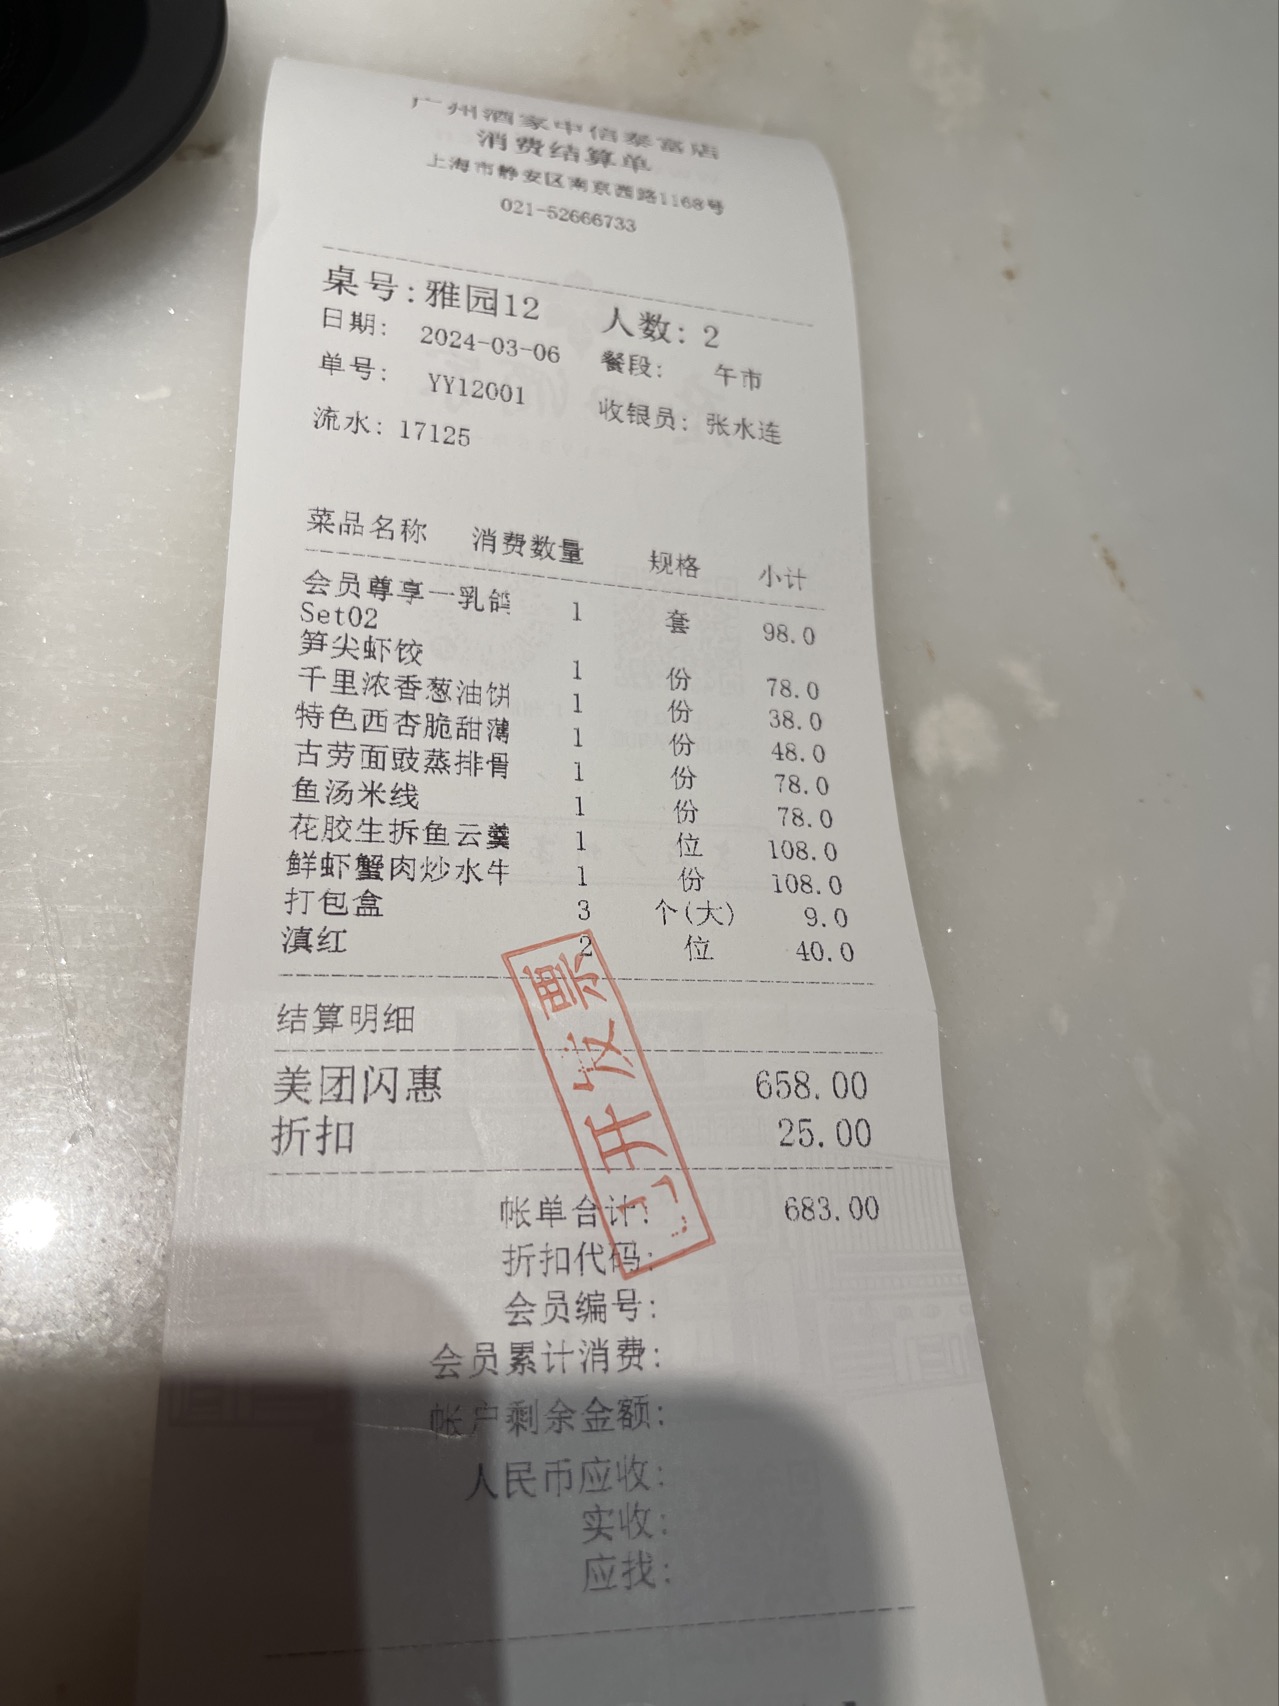 广州酒家中信泰富店
消费结算单
上海市静安区南京西路1168号
021-52666733
桌号:雅园12 人数: 2
日期: 2024-03-06 餐段: 午市
单号: YY12001 收银员: 张水连
流水: 17125
菜品名称 消费数量 规格 小计
会员尊享一乳鸽 1 套 98.0
Set02
笋尖虾饺 1 份 78.0
千里浓香葱油饼 1 份 38.0
特色西杏脆甜薄 1 份 48.0
古劳面豉蒸排骨 1 份 78.0
鱼汤米线 1 份 78.0
花胶生拆鱼云羹 1 位 108.0
鲜虾蟹肉炒水牛 1 份 108.0
打包盒 3 个(大) 9.0
滇红 2 位 40.0
结算明细
美团闪惠 658.00
折扣 25.00
已开发票
帐单合计: 683.00
折扣代码:
会员编号:
会员累计消费:
帐户剩余金额:
人民币应收:
实收:
应找: